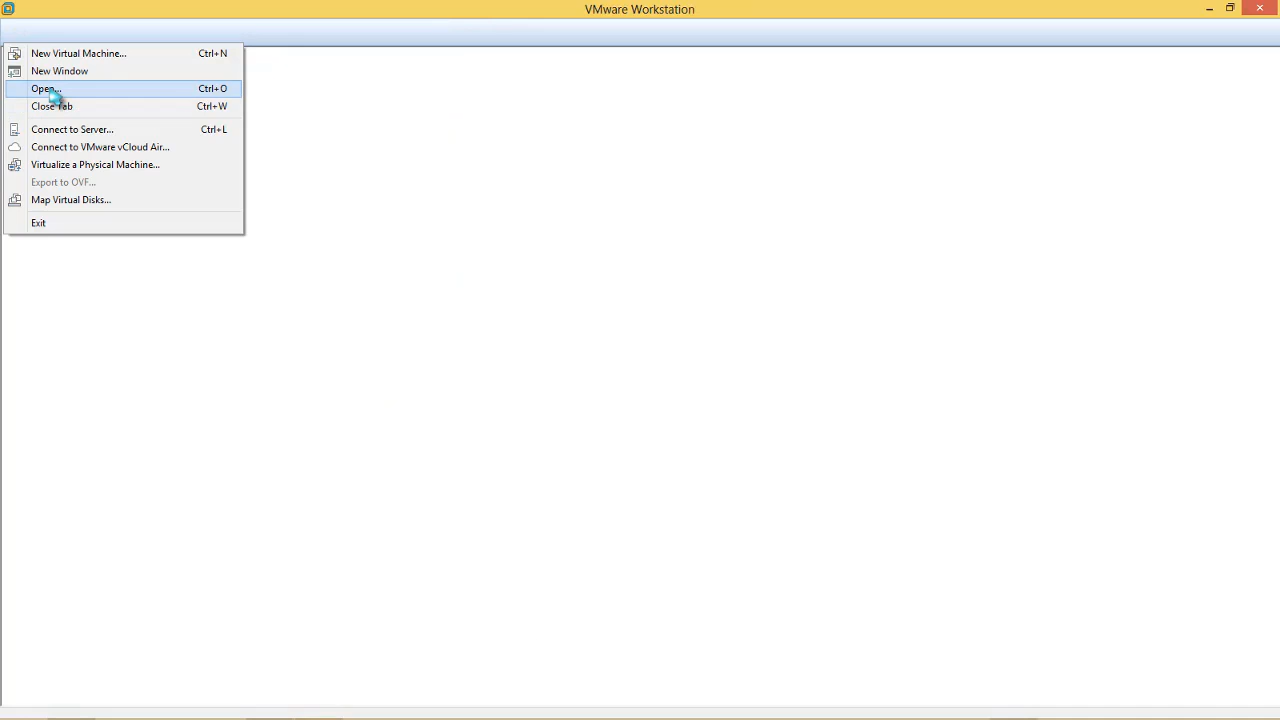 VMware Workstation
New Virtual Machine... Ctrl+N
New Window
Open... Ctrl+O
Close Tab Ctrl+W
Connect to Server... Ctrl+L
Connect to VMware vCloud Air...
Virtualize a Physical Machine...
Export to OVF...
Map Virtual Disks...
Exit